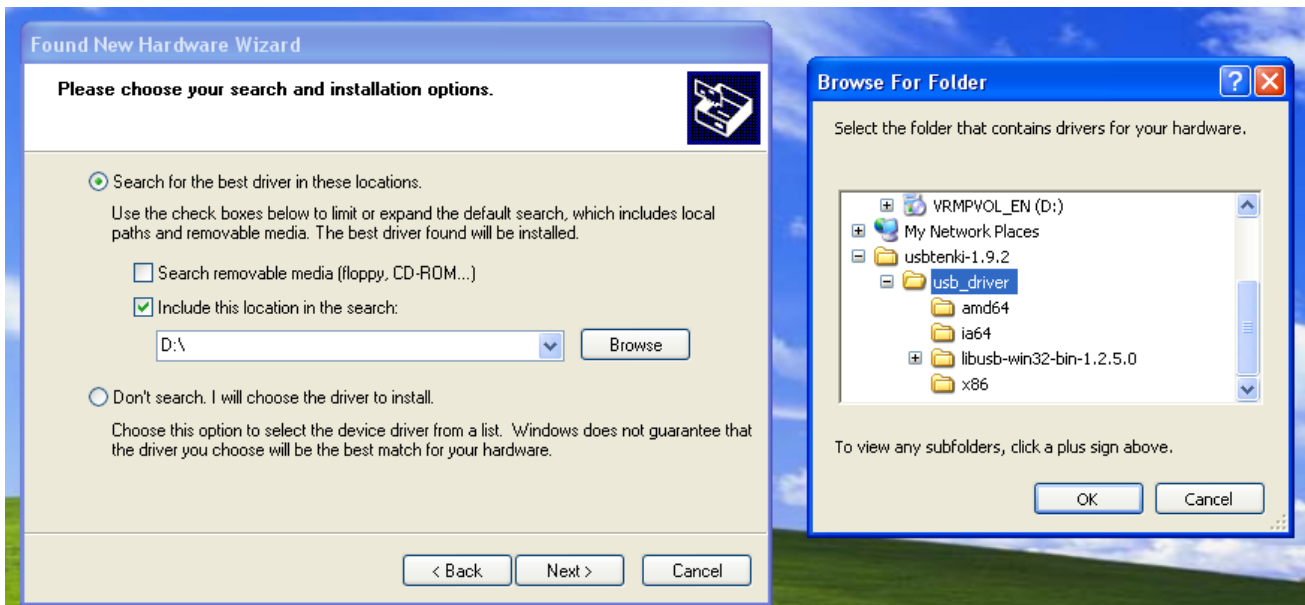 Found New Hardware Wizard
Please choose your search and installation options.
Search for the best driver in these locations.
Use the check boxes below to limit or expand the default search, which includes local
paths and removable media. The best driver found will be installed.
Search removable media (floppy, CD-ROM...)
Include this location in the search:
D:\
Browse
Don't search. I will choose the driver to install.
Choose this option to select the device driver from a list. Windows does not guarantee that
the driver you choose will be the best match for your hardware.
< Back
Next >
Cancel
Browse For Folder
Select the folder that contains drivers for your hardware.
VRMPVOL_EN (D:)
My Network Places
usbtenki-1.9.2
usb_driver
amd64
ia64
libusb-win32-bin-1.2.5.0
x86
To view any subfolders, click a plus sign above.
OK
Cancel